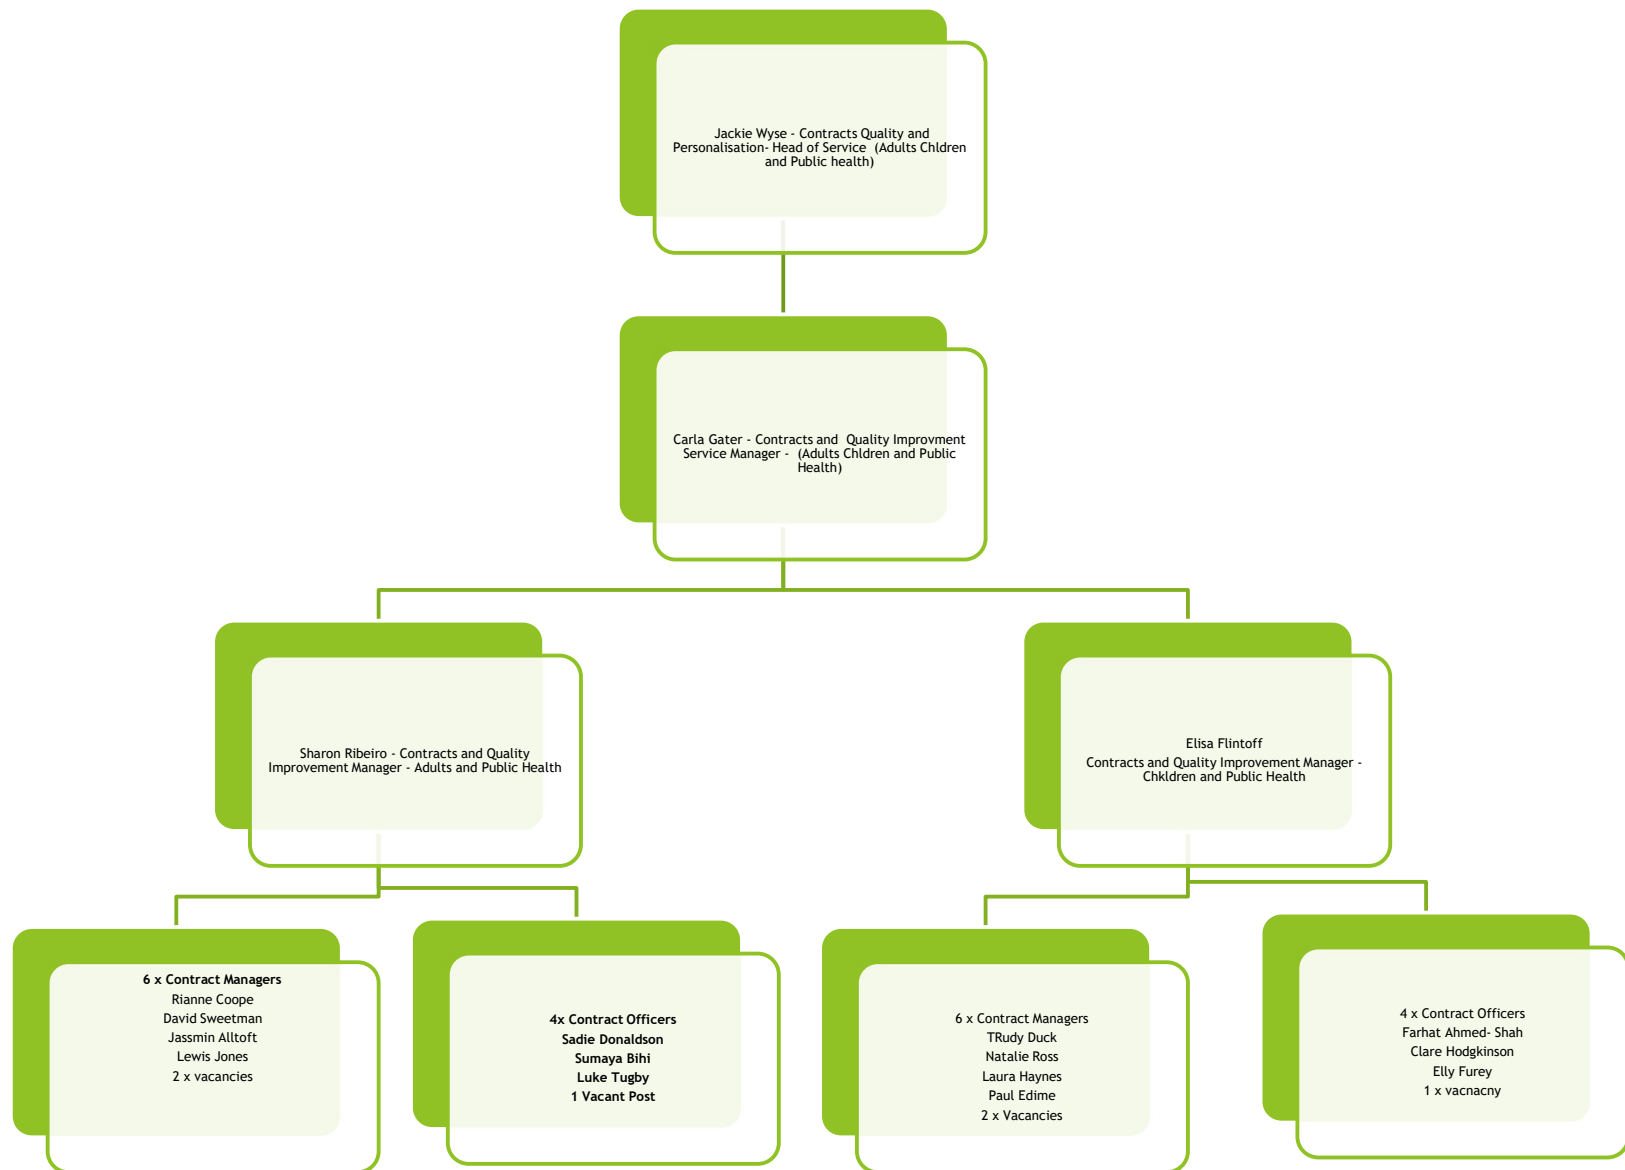 Jackie Wyse - Contracts Quality and
Personalisation- Head of Service  (Adults Chldren
and Public health)
Carla Gater - Contracts and  Quality Improvment
Service Manager -  (Adults Chldren and Public
Health)
Sharon Ribeiro - Contracts and Quality
Improvement Manager - Adults and Public Health
Elisa Flintoff
Contracts and Quality Improvement Manager -
Chkldren and Public Health
6 x Contract Managers
Rianne Coope
David Sweetman
Jassmin Alltoft
Lewis Jones
2 x vacancies
4x Contract Officers
Sadie Donaldson
Sumaya Bihi
Luke Tugby
1 Vacant Post
6 x Contract Managers
TRudy Duck
Natalie Ross
Laura Haynes
Paul Edime
2 x Vacancies
4 x Contract Officers
Farhat Ahmed- Shah
Clare Hodgkinson
Elly Furey
1 x vacnacny